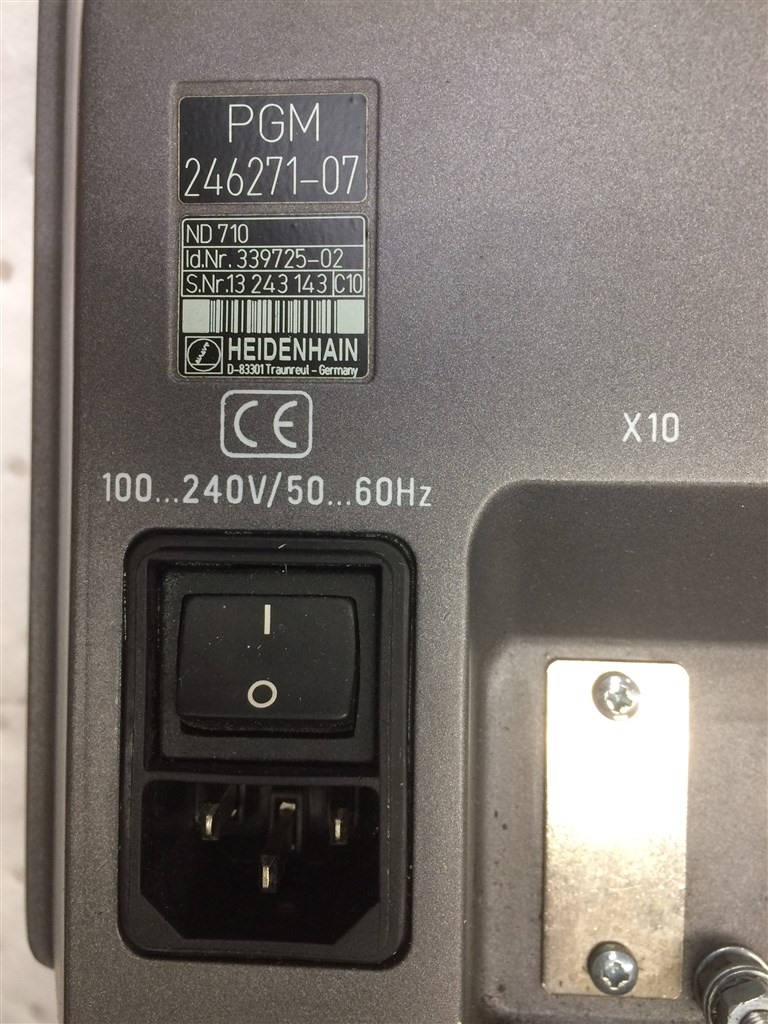 PGM
246271-07
ND 710
Id.Nr. 339725-02
S.Nr.13 243 143 C10
HEIDENHAIN
D-83301 Traunreut - Germany
CE
X10
100...240V/50...60Hz
I
O